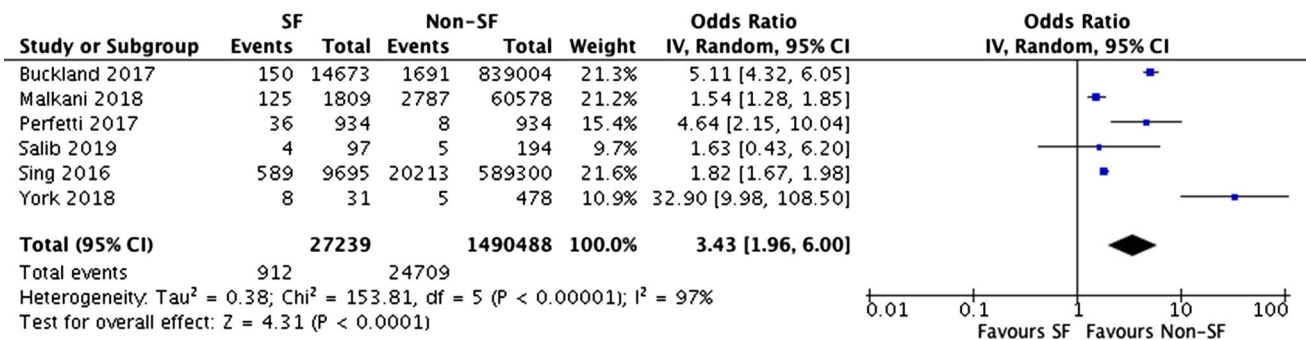 SF Non-SF Odds Ratio Odds Ratio
Study or Subgroup Events Total Events Total Weight IV, Random, 95% CI IV, Random, 95% CI
Buckland 2017 150 14673 1691 839004 21.3% 5.11 [4.32, 6.05]
Malkani 2018 125 1809 2787 60578 21.2% 1.54 [1.28, 1.85]
Perfetti 2017 36 934 8 934 15.4% 4.64 [2.15, 10.04]
Salib 2019 4 97 5 194 9.7% 1.63 [0.43, 6.20]
Sing 2016 589 9695 20213 589300 21.6% 1.82 [1.67, 1.98]
York 2018 8 31 5 478 10.9% 32.90 [9.98, 108.50]
Total (95% CI) 27239 1490488 100.0% 3.43 [1.96, 6.00]
Total events 912 24709
Heterogeneity: Tau² = 0.38; Chi² = 153.81, df = 5 (P < 0.00001); I² = 97%
Test for overall effect: Z = 4.31 (P < 0.0001)
0.01 0.1 1 10 100
Favours SF Favours Non-SF